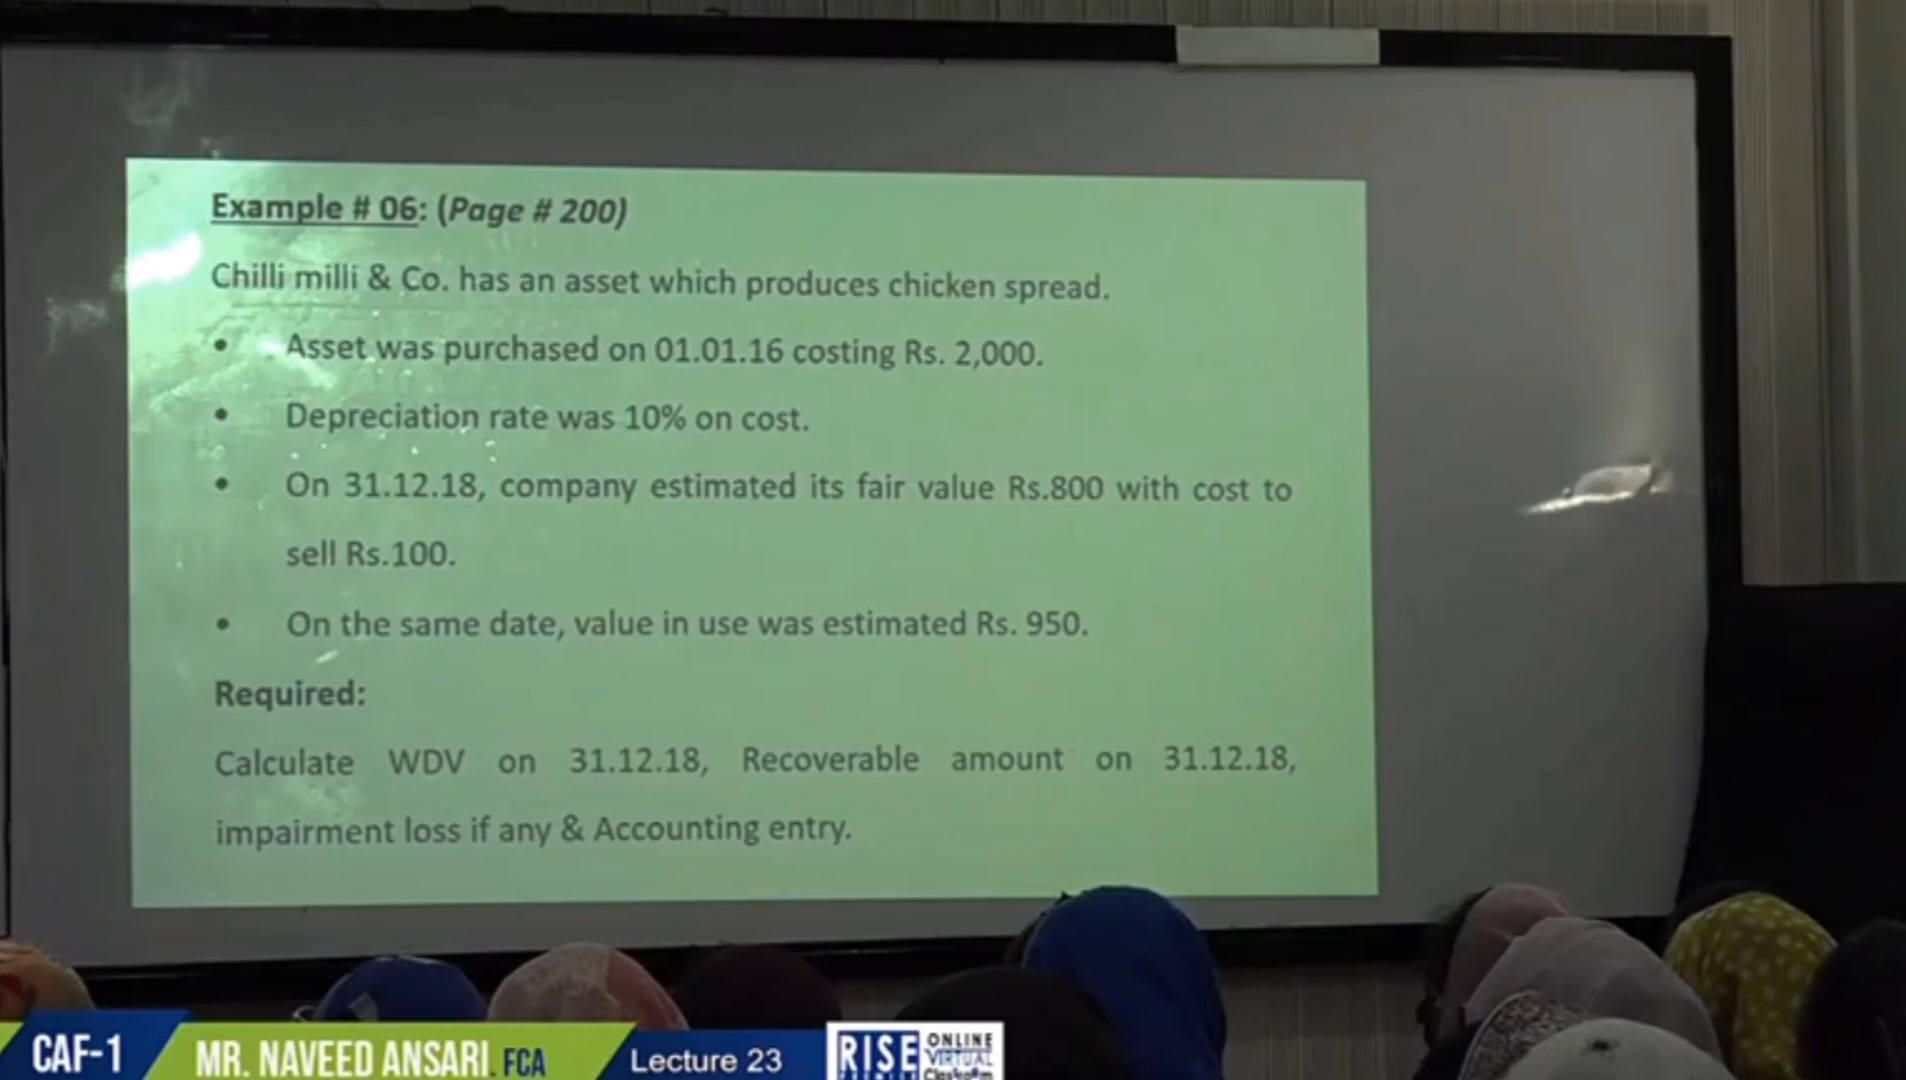 Example # 06: (Page # 200)
Chilli milli & Co. has an asset which produces chicken spread.
• Asset was purchased on 01.01.16 costing Rs. 2,000.
• Depreciation rate was 10% on cost.
• On 31.12.18, company estimated its fair value Rs.800 with cost to
sell Rs.100.
• On the same date, value in use was estimated Rs. 950.
Required:
Calculate WDV on 31.12.18, Recoverable amount on 31.12.18,
impairment loss if any & Accounting entry.
CAF-1
MR. NAVEED ANSARI. FCA
Lecture 23
RISE
PREMIER
ONLINE
VIRTUAL
Classroom